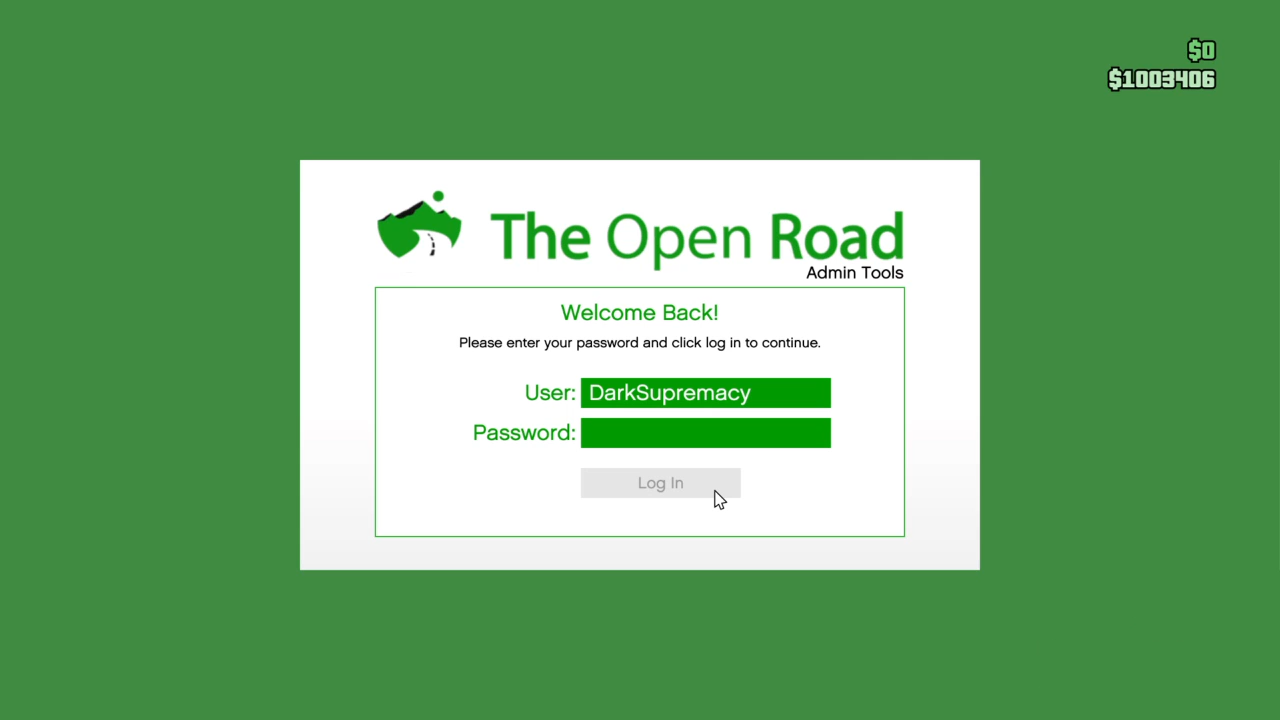 $0
$1003406
The Open Road
Admin Tools
Welcome Back!
Please enter your password and click log in to continue.
User: DarkSupremacy
Password:
Log In